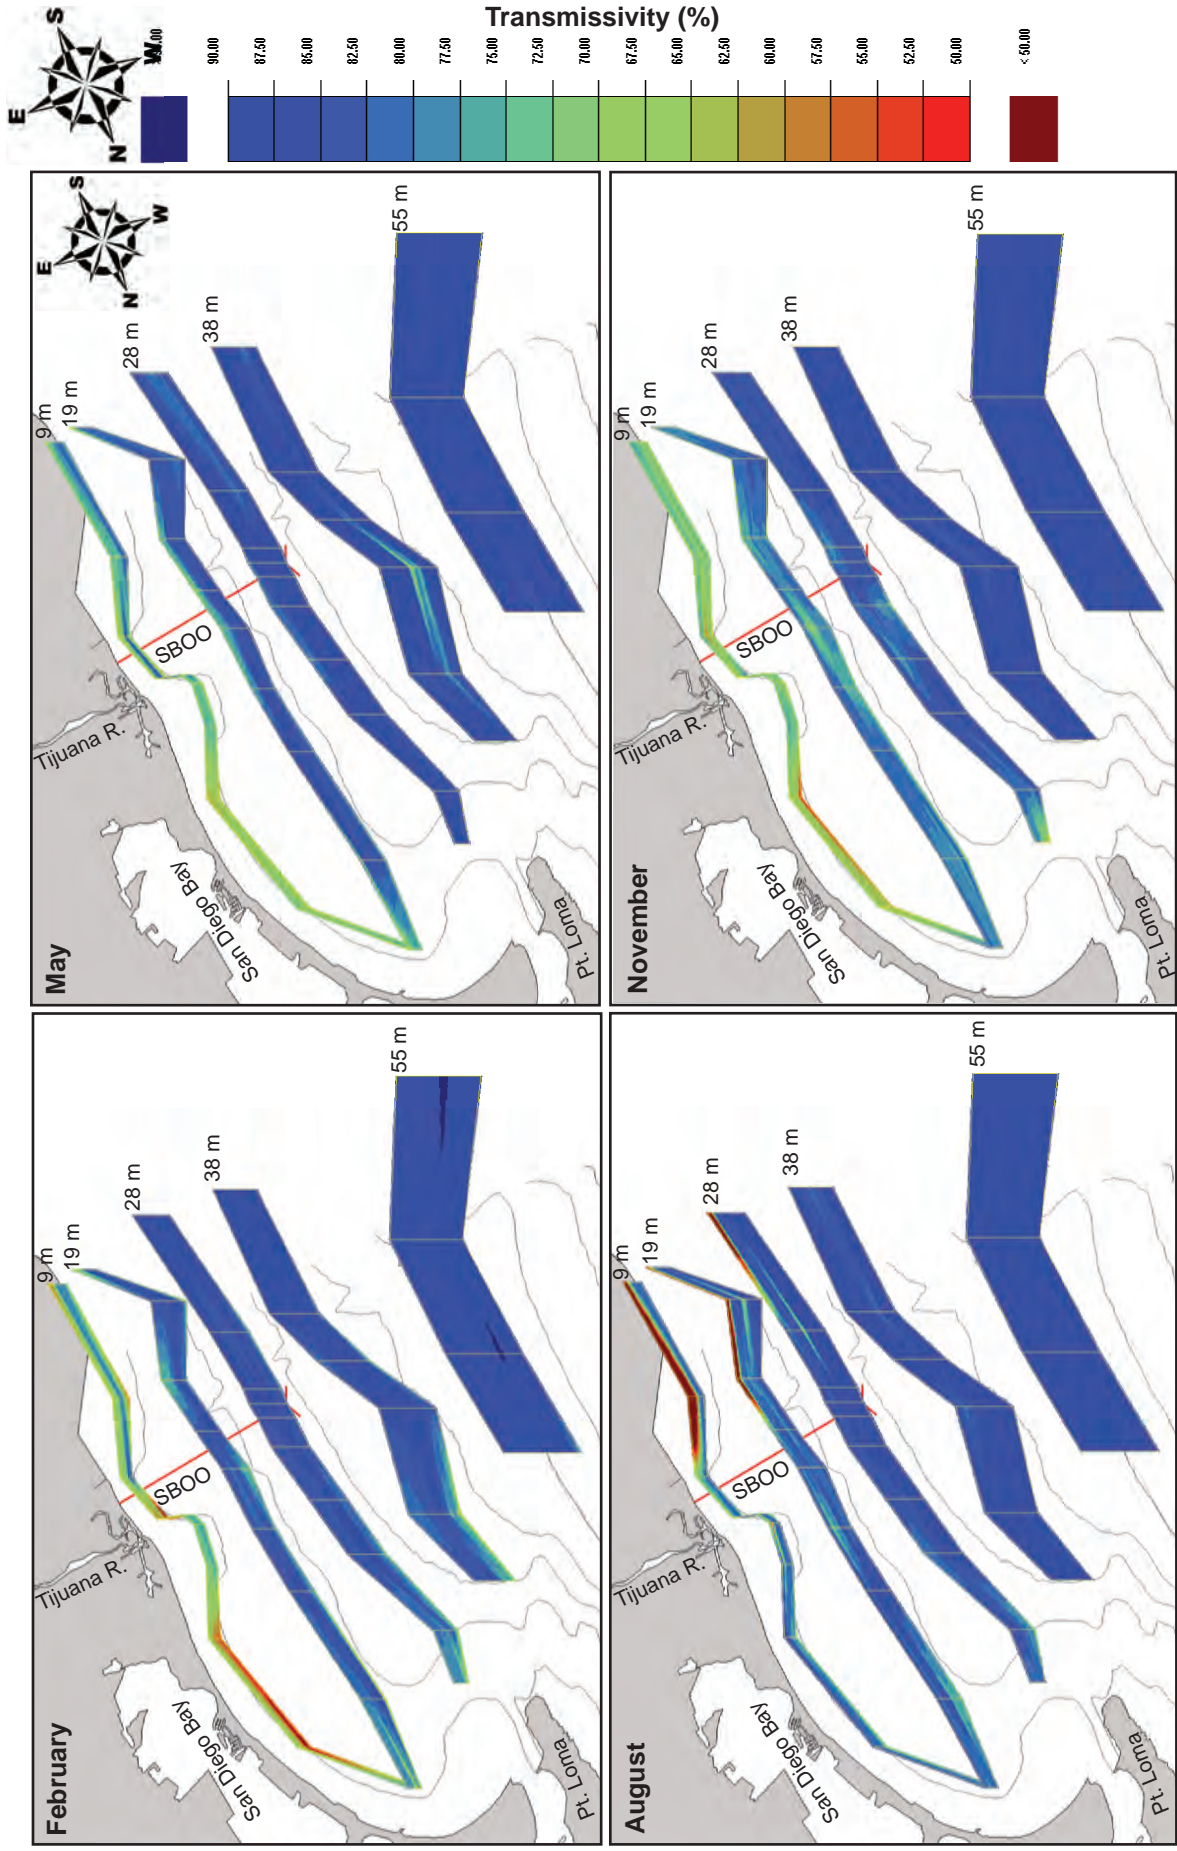 Transmissivity (%)
90.00
87.50
85.00
82.50
80.00
77.50
75.00
72.50
70.00
67.50
65.00
62.50
60.00
57.50
55.00
52.50
50.00
< 50.00
S
W
E
N
May
9 m
19 m
28 m
38 m
55 m
SBOO
Tijuana R.
San Diego Bay
Pt. Loma
S
W
E
N
November
9 m
19 m
28 m
38 m
55 m
SBOO
Tijuana R.
San Diego Bay
Pt. Loma
February
9 m
19 m
28 m
38 m
55 m
SBOO
Tijuana R.
San Diego Bay
Pt. Loma
August
9 m
19 m
28 m
38 m
55 m
SBOO
Tijuana R.
San Diego Bay
Pt. Loma